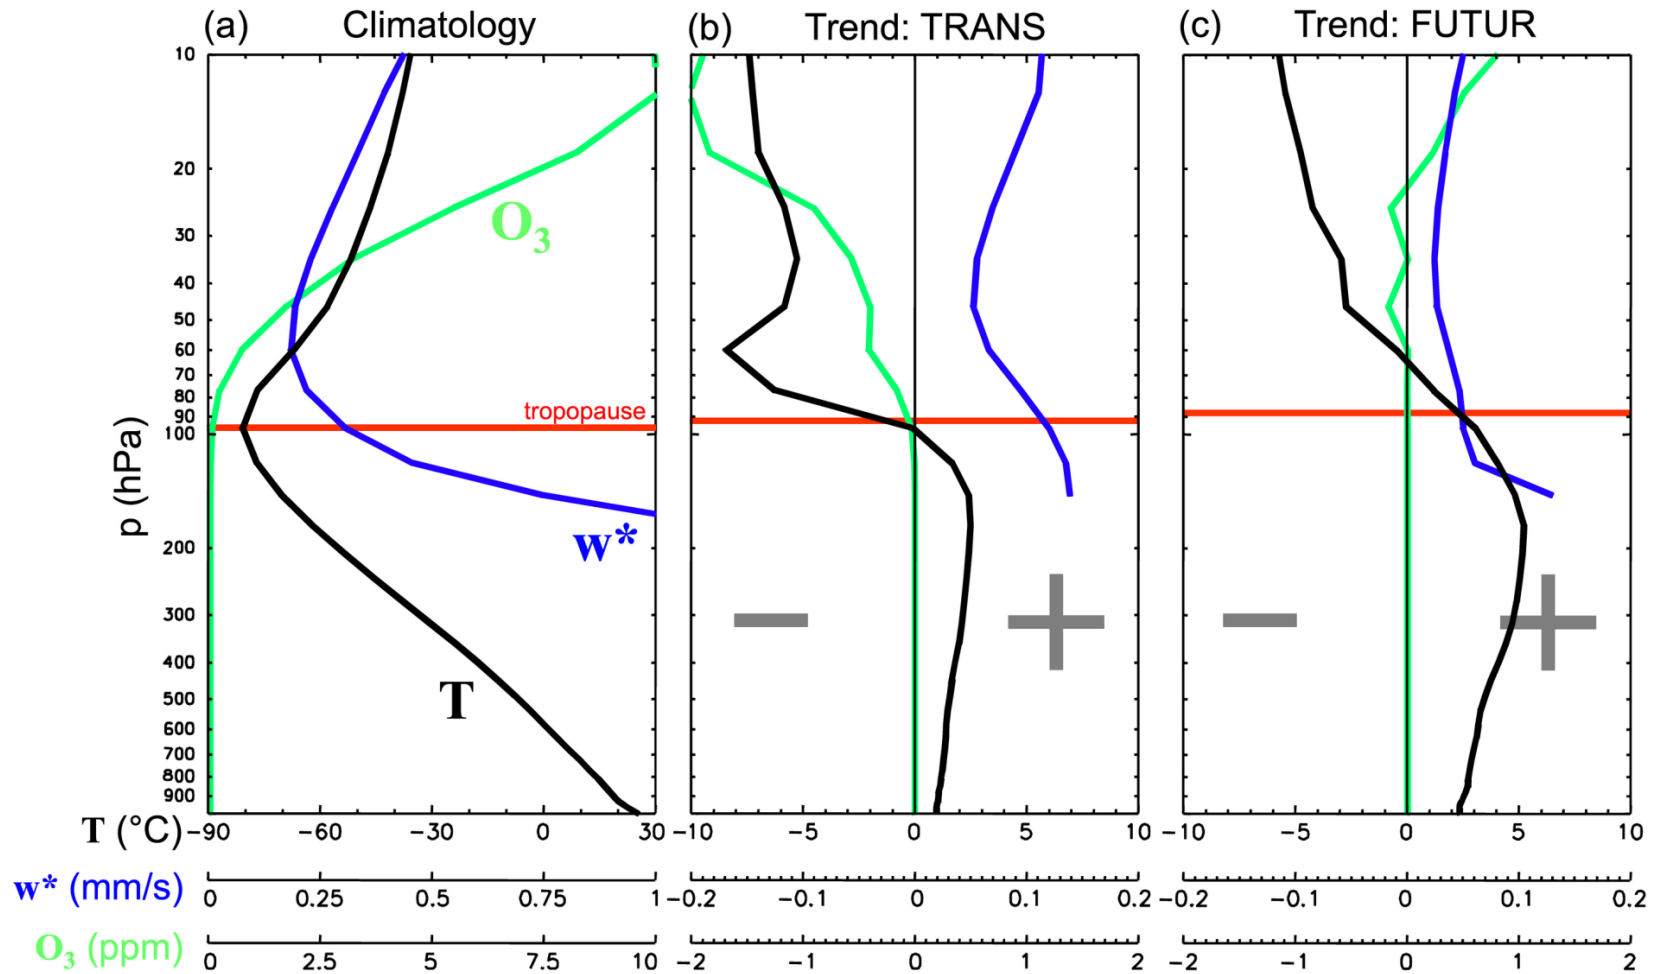 (a) Climatology
(b) Trend: TRANS
(c) Trend: FUTUR
10
20
30
40
50
60
70
80
90
100
200
300
400
500
600
700
800
900
p (hPa)
O3
tropopause
w*
T
T (°C) −90 −60 −30 0 30 −10 −5 0 5 10 −10 −5 0 5 10
w* (mm/s) 0 0.25 0.5 0.75 1 −0.2 −0.1 0 0.1 0.2 −0.2 −0.1 0 0.1 0.2
O3 (ppm) 0 2.5 5 7.5 10 −2 −1 0 1 2 −2 −1 0 1 2